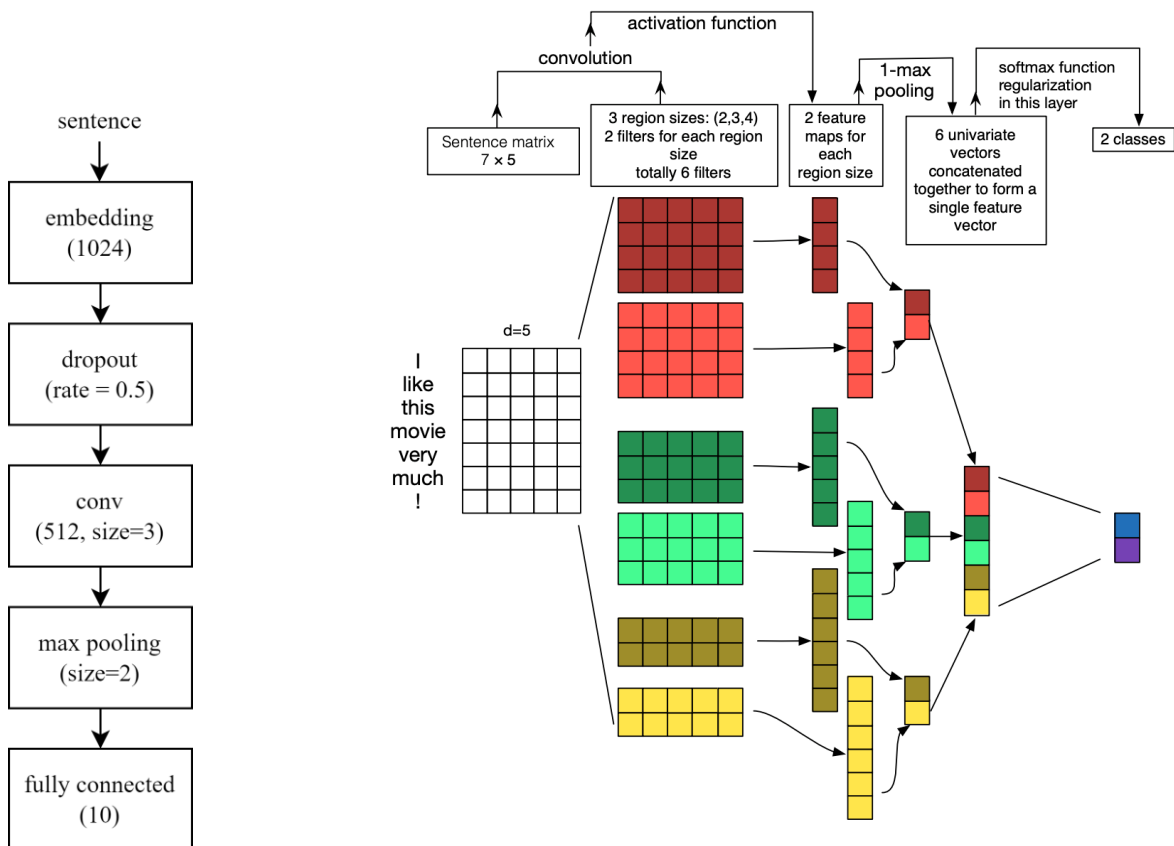 sentence
embedding
(1024)
dropout
(rate = 0.5)
conv
(512, size=3)
max pooling
(size=2)
fully connected
(10)
activation function
convolution
1-max
pooling
softmax function
regularization
in this layer
Sentence matrix
7 × 5
3 region sizes: (2,3,4)
2 filters for each region
size
totally 6 filters
2 feature
maps for
each
region size
6 univariate
vectors
concatenated
together to form a
single feature
vector
2 classes
d=5
I
like
this
movie
very
much
!